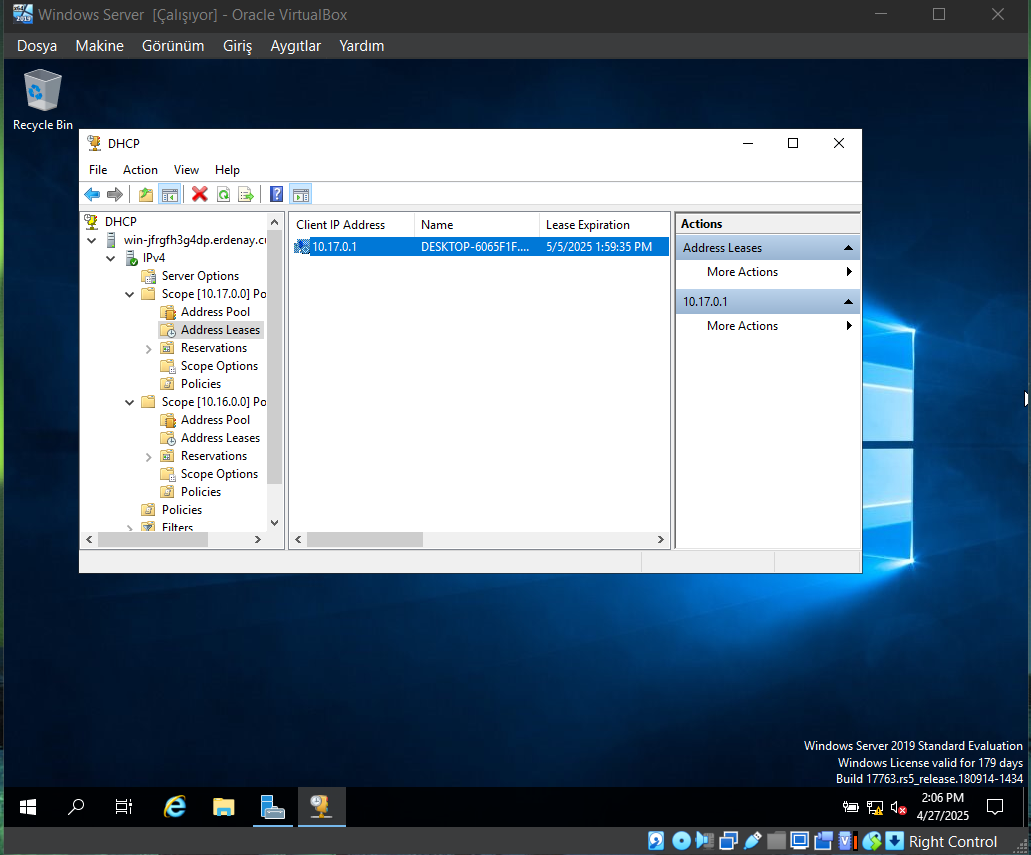 Windows Server [Çalışıyor] - Oracle VirtualBox
Dosya Makine Görünüm Giriş Aygıtlar Yardım
Recycle Bin
DHCP
File Action View Help
DHCP
win-jfrgfh3g4dp.erdenay.cu
IPv4
Server Options
Scope [10.17.0.0] Po
Address Pool
Address Leases
Reservations
Scope Options
Policies
Scope [10.16.0.0] Po
Address Pool
Address Leases
Reservations
Scope Options
Policies
Policies
Filters
Client IP Address Name Lease Expiration
10.17.0.1 DESKTOP-6065F1F.... 5/5/2025 1:59:35 PM
Actions
Address Leases
More Actions
10.17.0.1
More Actions
Windows Server 2019 Standard Evaluation
Windows License valid for 179 days
Build 17763.rs5_release.180914-1434
2:06 PM
4/27/2025
Right Control